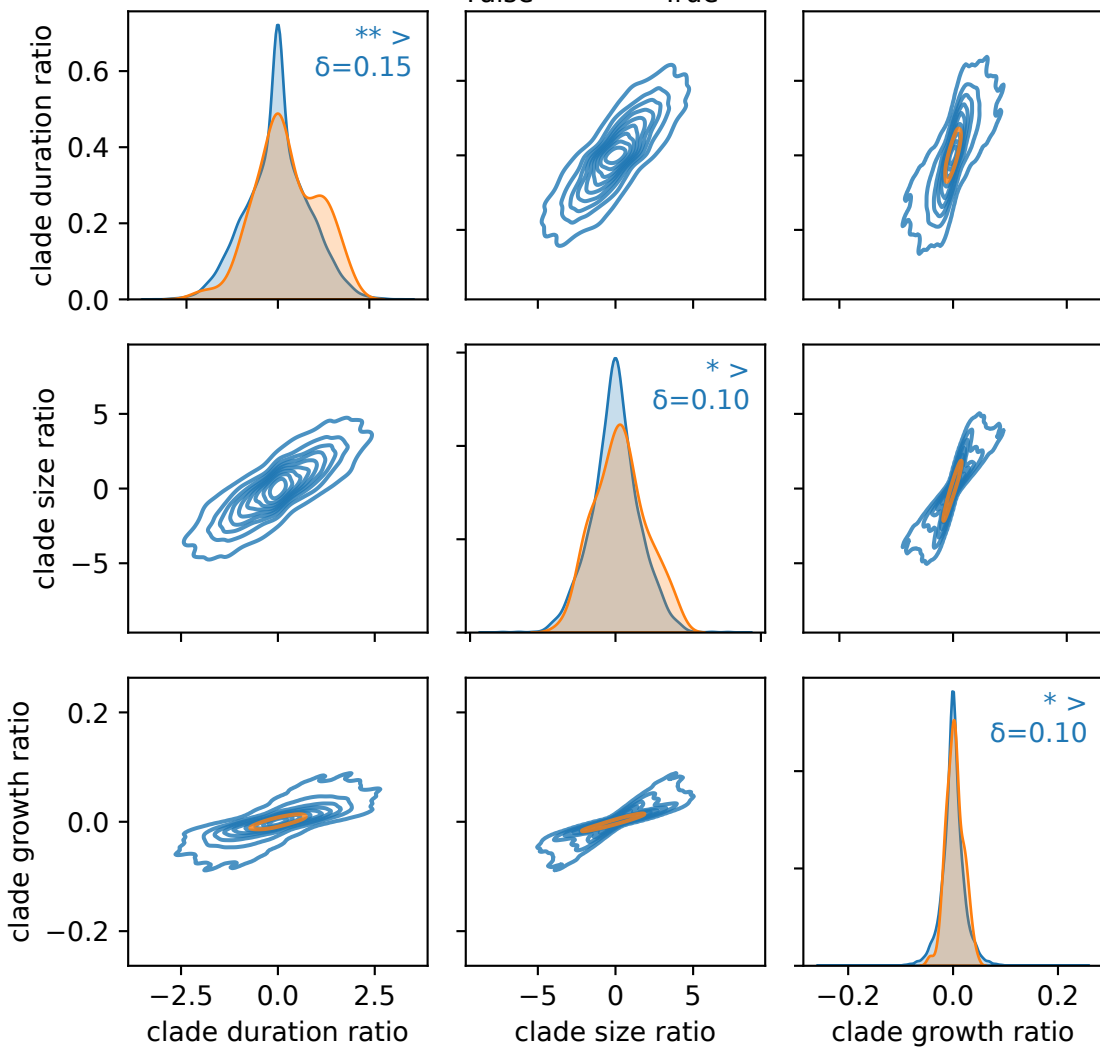 clade duration ratio
0.6
0.4
0.2
0.0
** >
δ=0.15
clade size ratio
5
0
−5
* >
δ=0.10
clade growth ratio
0.2
0.0
−0.2
* >
δ=0.10
−2.5 0.0 2.5
−5 0 5
−0.2 0.0 0.2
clade duration ratio
clade size ratio
clade growth ratio